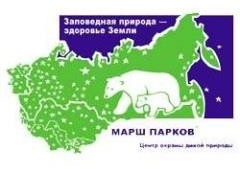 Заповедная природа —
здоровье Земли
МАРШ ПАРКОВ
Центр охраны дикой природы